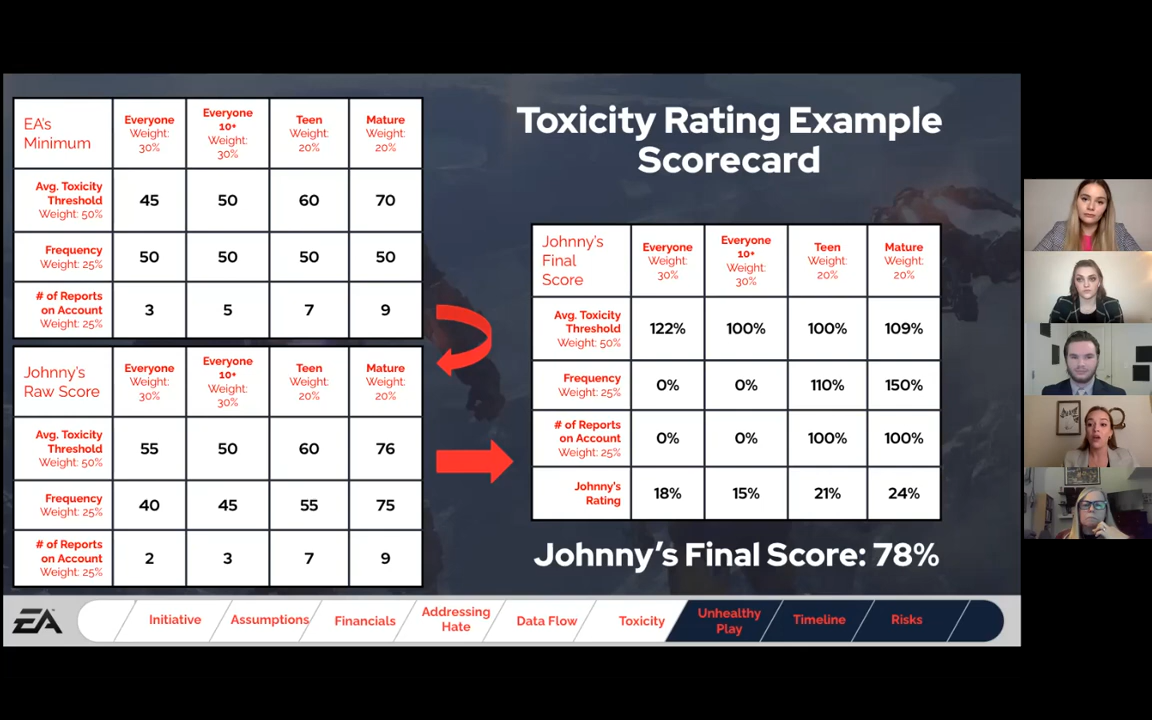 Toxicity Rating Example
Scorecard
EA's
Minimum
Everyone
Weight:
30%
Everyone
10+
Weight:
30%
Teen
Weight:
20%
Mature
Weight:
20%
Avg. Toxicity
Threshold
Weight: 50%
45
50
60
70
Frequency
Weight: 25%
50
50
50
50
# of Reports
on Account
Weight: 25%
3
5
7
9
Johnny's
Raw Score
Everyone
Weight:
30%
Everyone
10+
Weight:
30%
Teen
Weight:
20%
Mature
Weight:
20%
Avg. Toxicity
Threshold
Weight: 50%
55
50
60
76
Frequency
Weight: 25%
40
45
55
75
# of Reports
on Account
Weight: 25%
2
3
7
9
Johnny's
Final
Score
Everyone
Weight:
30%
Everyone
10+
Weight:
30%
Teen
Weight:
20%
Mature
Weight:
20%
Avg. Toxicity
Threshold
Weight: 50%
122%
100%
100%
109%
Frequency
Weight: 25%
0%
0%
110%
150%
# of Reports
on Account
Weight: 25%
0%
0%
100%
100%
Johnny's
Rating
18%
15%
21%
24%
Johnny's Final Score: 78%
EA
Initiative
Assumptions
Financials
Addressing
Hate
Data Flow
Toxicity
Unhealthy
Play
Timeline
Risks